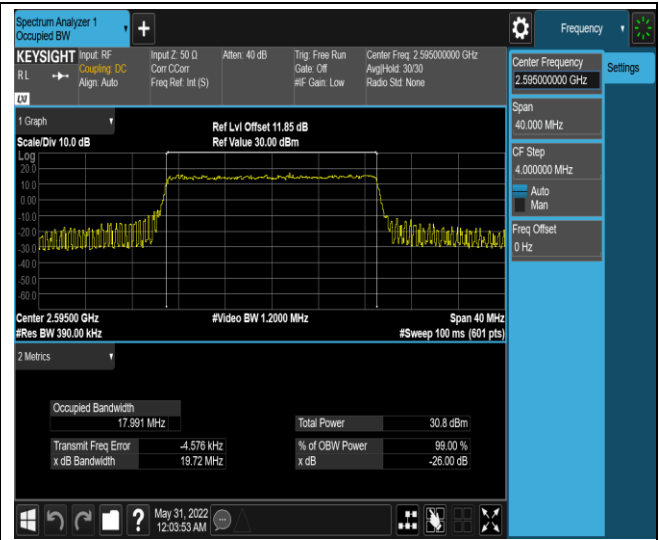 Spectrum Analyzer 1
Occupied BW
+
Frequency
KEYSIGHT
RL
LXI
Input: RF
Coupling: DC
Align: Auto
Input Z: 50 Ω
Corr CCorr
Freq Ref: Int (S)
Atten: 40 dB
Trig: Free Run
Gate: Off
#IF Gain: Low
Center Freq: 2.595000000 GHz
Avg|Hold: 30/30
Radio Std: None
1 Graph
Scale/Div 10.0 dB
Ref Lvl Offset 11.85 dB
Ref Value 30.00 dBm
Log
20.0
10.0
0.00
-10.0
-20.0
-30.0
-40.0
-50.0
-60.0
Center 2.59500 GHz
#Res BW 390.00 kHz
#Video BW 1.2000 MHz
Span 40 MHz
#Sweep 100 ms (601 pts)
2 Metrics
Occupied Bandwidth
17.991 MHz
Transmit Freq Error -4.576 kHz
x dB Bandwidth 19.72 MHz
Total Power 30.8 dBm
% of OBW Power 99.00 %
x dB -26.00 dB
Center Frequency
2.595000000 GHz
Span
40.000 MHz
CF Step
4.000000 MHz
Auto
Man
Freq Offset
0 Hz
Settings
?
May 31, 2022
12:03:53 AM